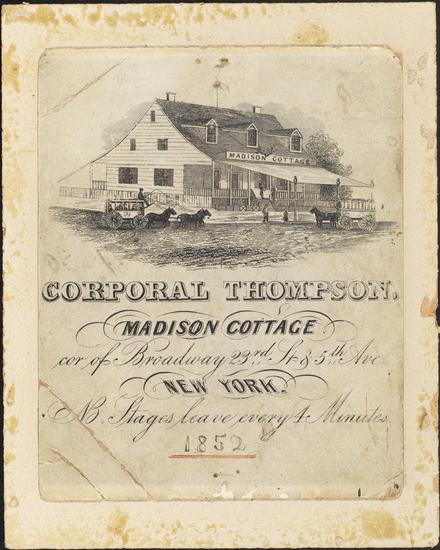 MADISON COTTAGE
CORPORAL THOMPSON.
MADISON COTTAGE
cor of Broadway 23rd St & 5th Ave
NEW YORK.
NB. Stages leave every 4 Minutes
1852